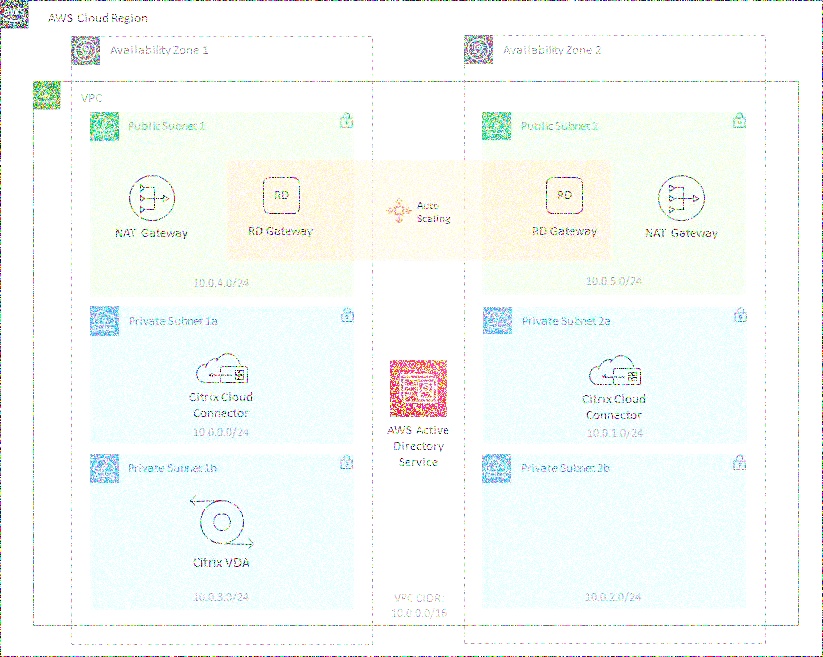 AWS Cloud Region
Availability Zone 1
Availability Zone 2
VPC
Public Subnet 1
Public Subnet 2
RD
RD
Auto
Scaling
NAT Gateway
RD Gateway
RD Gateway
NAT Gateway
10.0.4.0/24
10.0.5.0/24
Private Subnet 1a
Private Subnet 2a
Citrix Cloud
Connector
10.0.0.0/24
Citrix Cloud
Connector
10.0.1.0/24
AWS Active
Directory
Service
Private Subnet 1b
Private Subnet 2b
Citrix VDA
10.0.3.0/24
10.0.2.0/24
VPC CIDR:
10.0.0.0/16